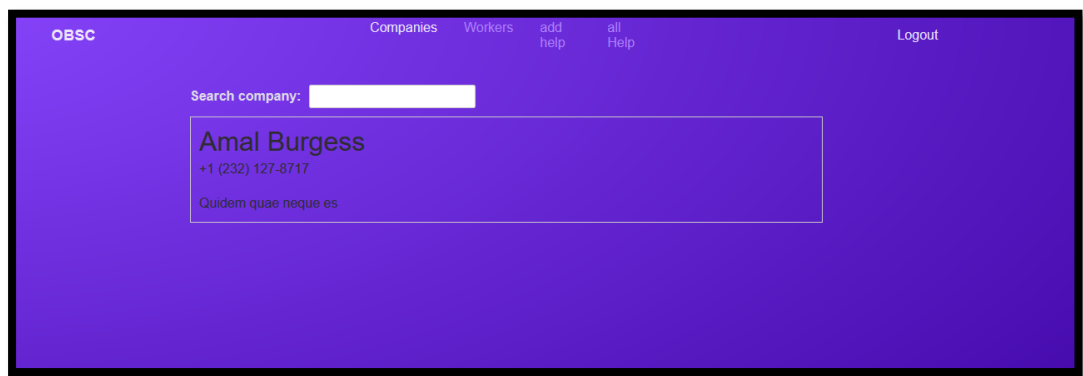 OBSC
Companies
Workers
add
help
all
Help
Logout
Search company:
Amal Burgess
+1 (232) 127-8717
Quidem quae neque es